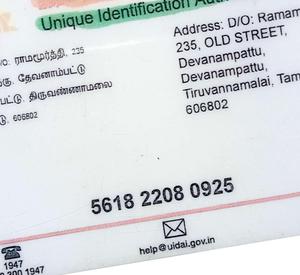 Unique Identification Auth
/O: ராமமூர்த்தி, 235
தேவனாம்பட்டு
பட்டு, திருவண்ணாமலை
606802
Address: D/O: Ramam
235, OLD STREET,
Devanampattu,
Devanampattu,
Tiruvannamalai, Tam
606802
5618 2208 0925
1947
300 1947
help@uidai.gov.in